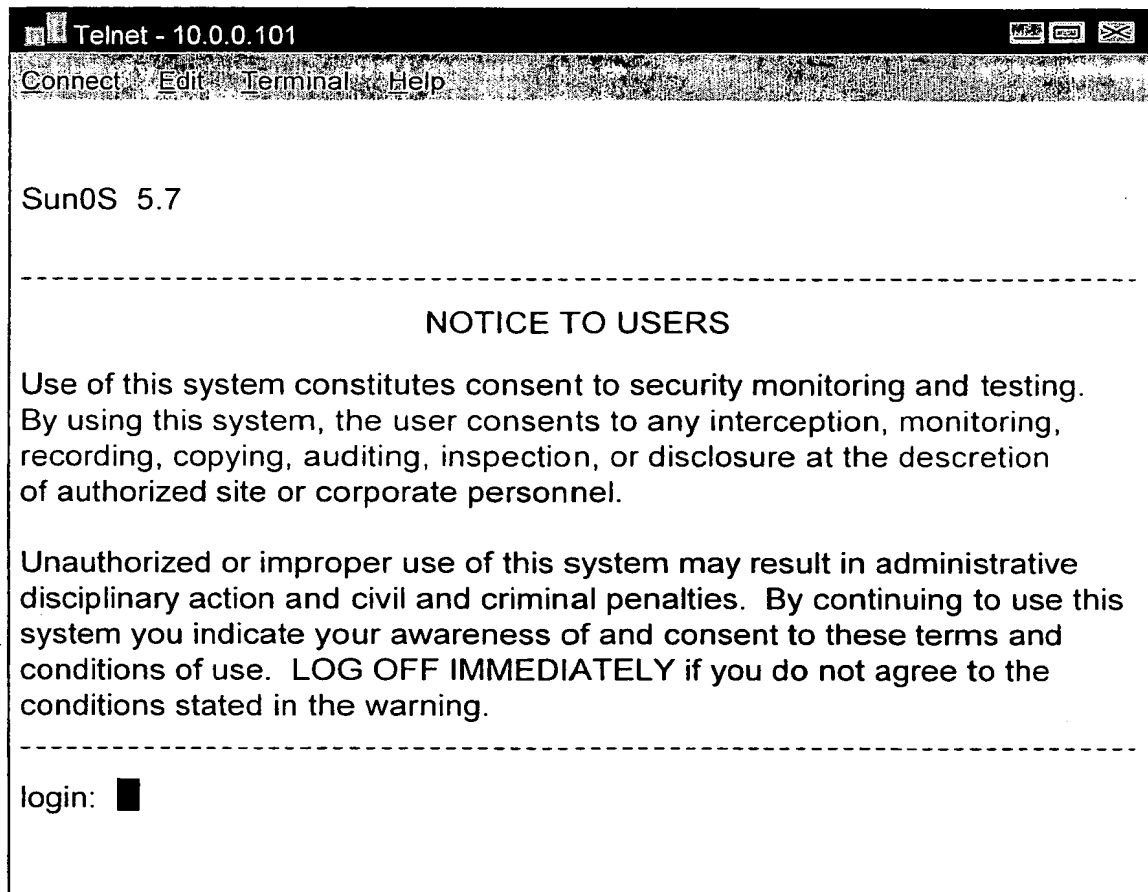 Telnet - 10.0.0.101
Connect Edit Terminal Help
Sun0S 5.7
NOTICE TO USERS
Use of this system constitutes consent to security monitoring and testing.
By using this system, the user consents to any interception, monitoring,
recording, copying, auditing, inspection, or disclosure at the descretion
of authorized site or corporate personnel.
Unauthorized or improper use of this system may result in administrative
disciplinary action and civil and criminal penalties. By continuing to use this
system you indicate your awareness of and consent to these terms and
conditions of use. LOG OFF IMMEDIATELY if you do not agree to the
conditions stated in the warning.
login: